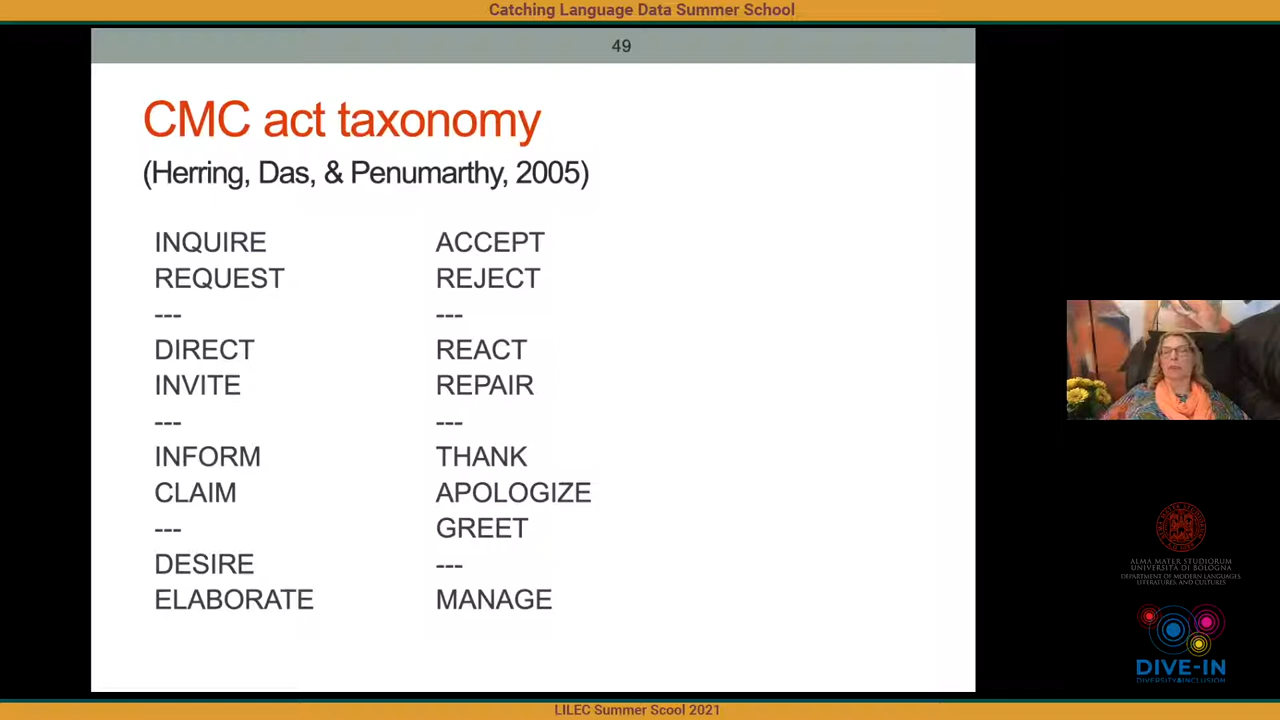 Catching Language Data Summer School
49
CMC act taxonomy
(Herring, Das, & Penumarthy, 2005)
INQUIRE
REQUEST
---
DIRECT
INVITE
---
INFORM
CLAIM
---
DESIRE
ELABORATE
ACCEPT
REJECT
---
REACT
REPAIR
---
THANK
APOLOGIZE
GREET
---
MANAGE
ALMA MATER STUDIORUM
UNIVERSITÀ DI BOLOGNA
DEPARTMENT OF MODERN LANGUAGES,
LITERATURES, AND CULTURES
DIVE-IN
DIVERSITY&INCLUSION
LILEC Summer Scool 2021